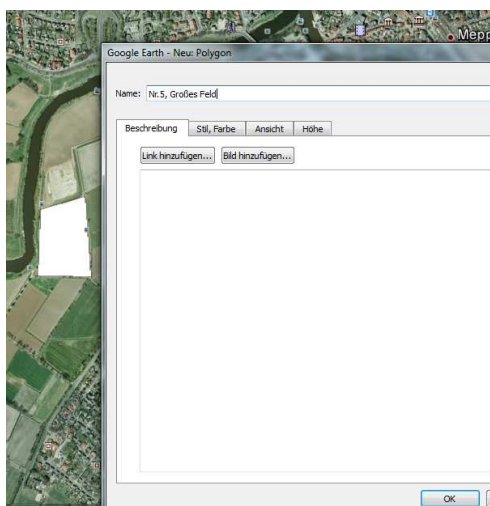 Mepp
Google Earth - Neu: Polygon
Name: Nr.5, Großes Feld
Beschreibung Stil, Farbe Ansicht Höhe
Link hinzufügen... Bild hinzufügen...
OK